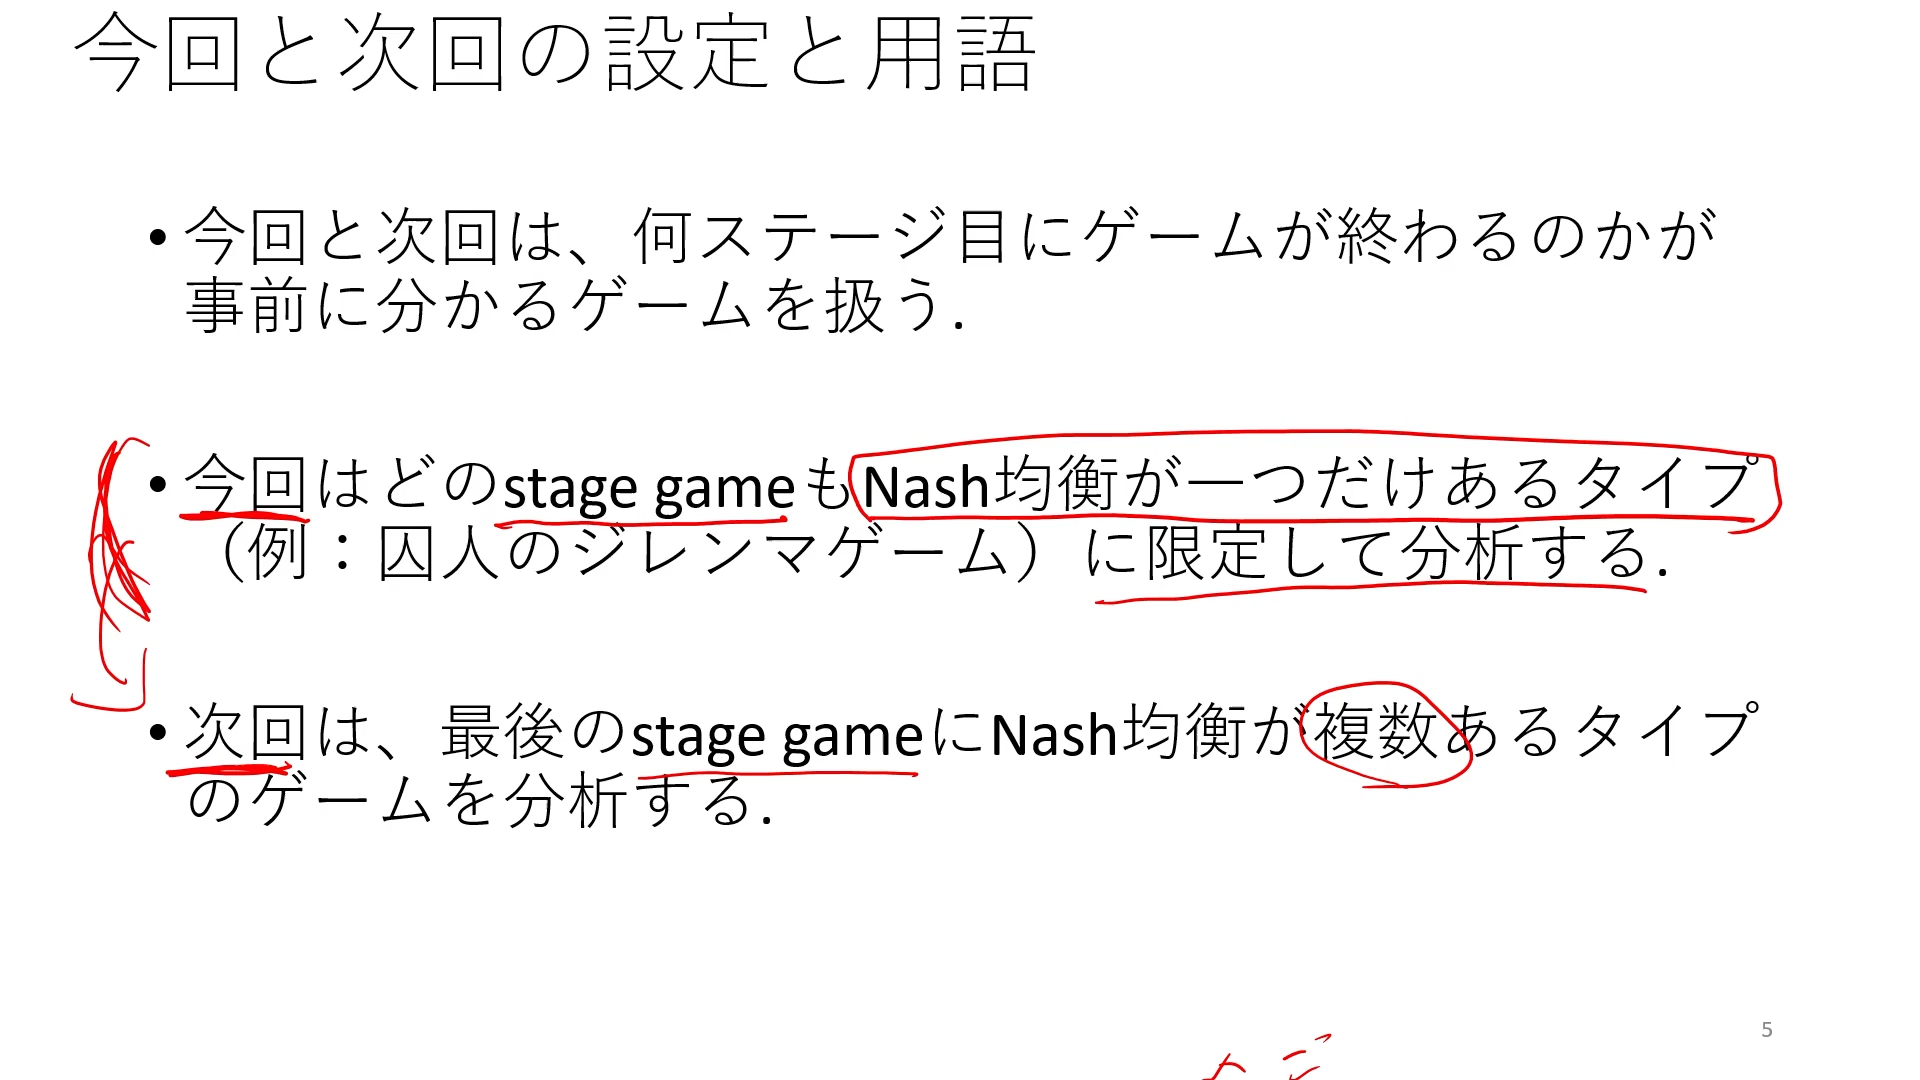 今回と次回の設定と用語
• 今回と次回は、何ステージ目にゲームが終わるのかが
事前に分かるゲームを扱う.
• 今回はどのstage gameもNash均衡が一つだけあるタイプ
（例：囚人のジレンマゲーム）に限定して分析する.
• 次回は、最後のstage gameにNash均衡が複数あるタイプ
のゲームを分析する.
5